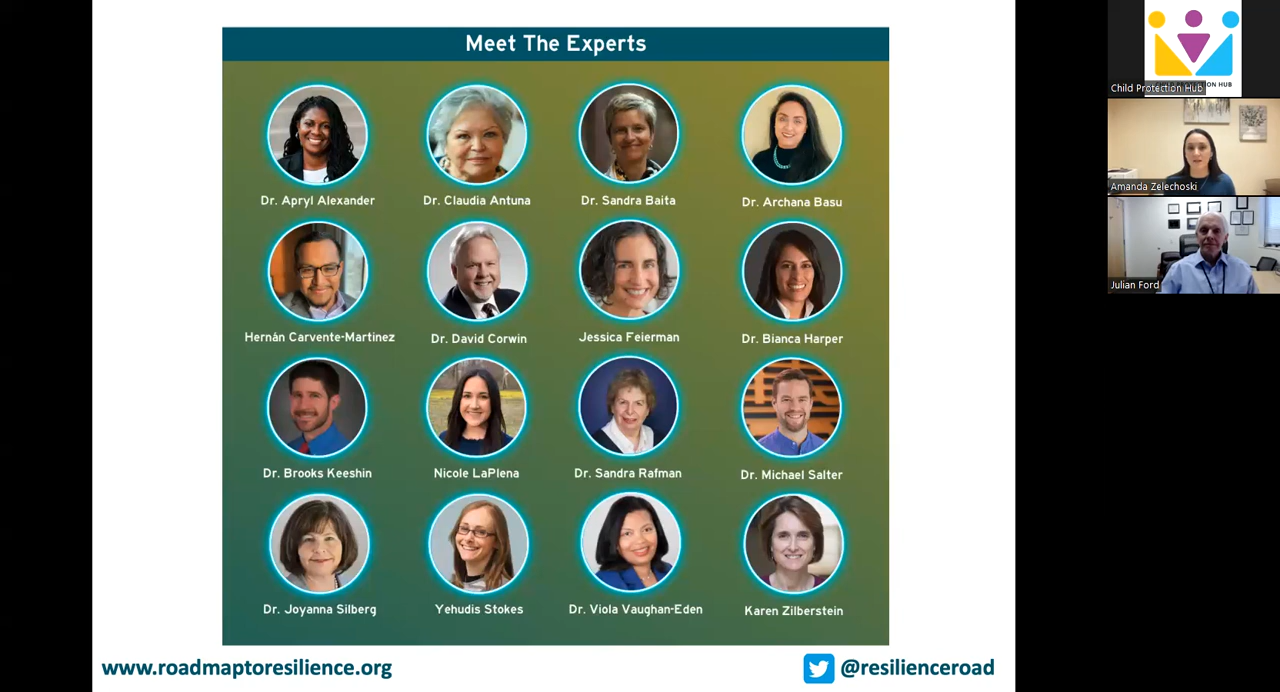 Meet The Experts
Dr. Apryl Alexander
Dr. Claudia Antuna
Dr. Sandra Baita
Dr. Archana Basu
Hernán Carvente-Martinez
Dr. David Corwin
Jessica Feierman
Dr. Bianca Harper
Dr. Brooks Keeshin
Nicole LaPlena
Dr. Sandra Rafman
Dr. Michael Salter
Dr. Joyanna Silberg
Yehudis Stokes
Dr. Viola Vaughan-Eden
Karen Zilberstein
www.roadmaptoresilience.org
@resilienceroad
CHILD PROTECTION HUB
Child Protection Hub
Amanda Zelechoski
Julian Ford